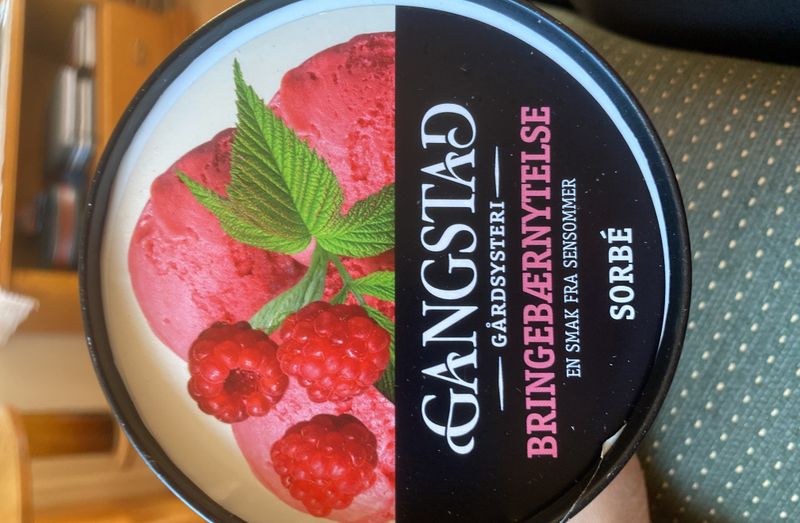 GANGSTAD
GÅRDSYSTERI
BRINGEBÆRNYTELSE
EN SMAK FRA SENSOMMER
SORBÉ